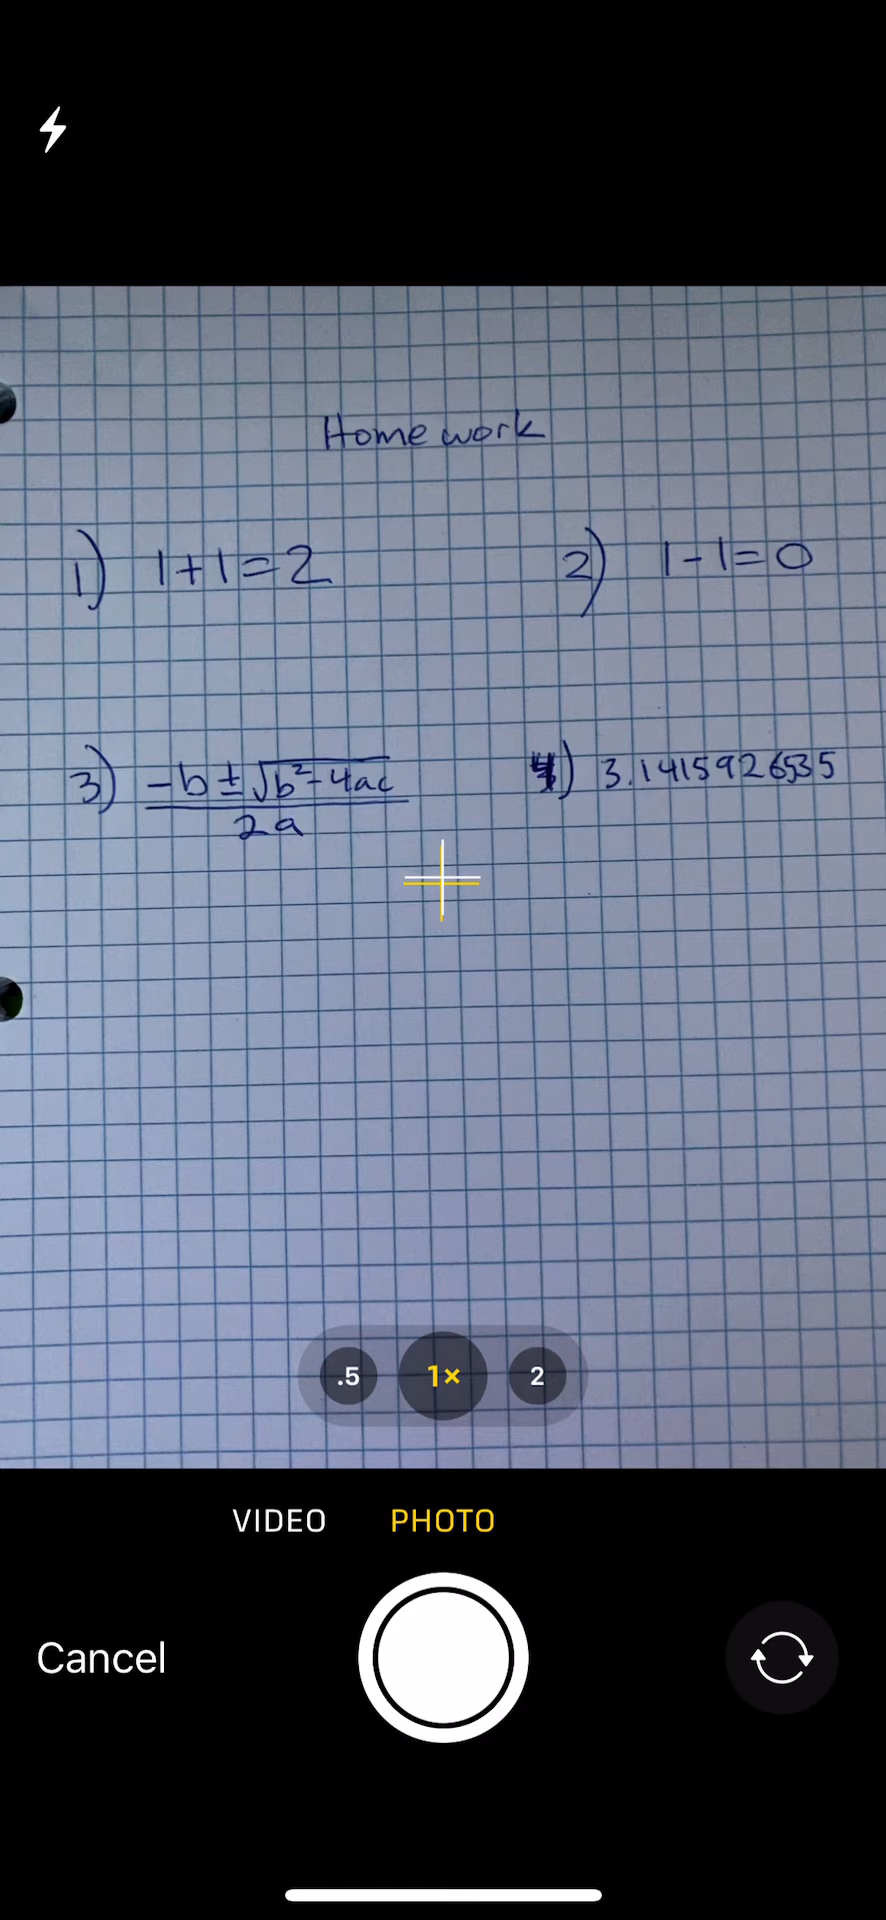 Homework
1) 1+1=2
2) 1-1=0
3) -b±√b²-4ac
2a
4) 3.1415926535
.5 1× 2
VIDEO PHOTO
Cancel